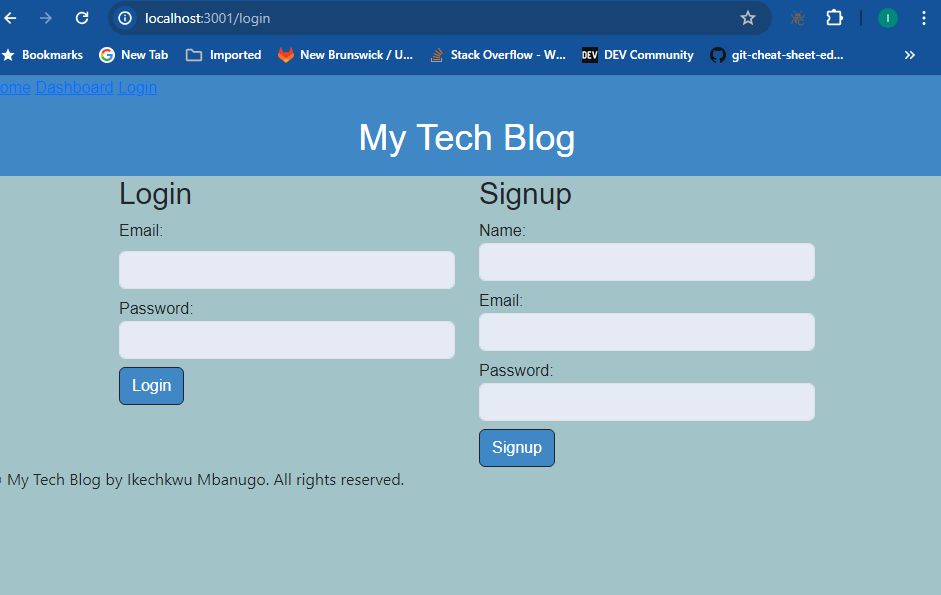 localhost:3001/login
Bookmarks New Tab Imported New Brunswick / U... Stack Overflow - W... DEV DEV Community git-cheat-sheet-ed... »
I
ome Dashboard Login
My Tech Blog
Login Signup
Email: Name:
Email:
Password:
Password:
Login
Signup
My Tech Blog by Ikechkwu Mbanugo. All rights reserved.